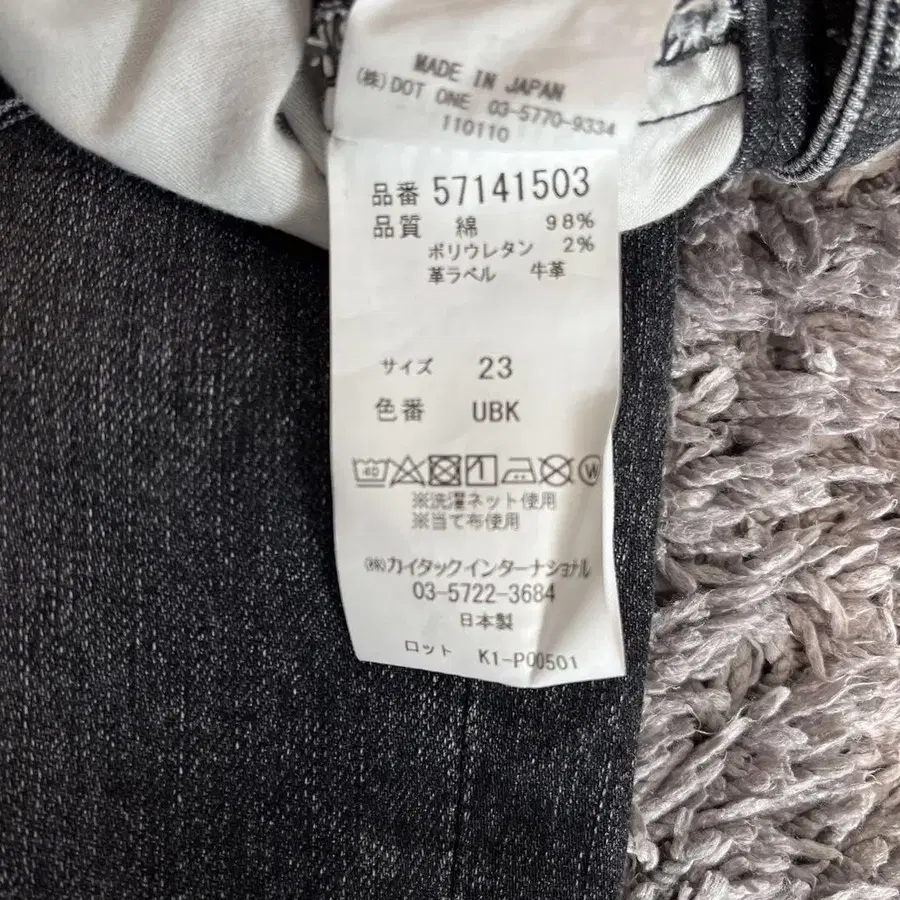 MADE IN JAPAN
(株) DOT ONE 03-5770-9334
110110
品番 57141503
品質 綿 98%
ポリウレタン 2%
革ラベル 牛革
サイズ 23
色番 UBK
40 W
※洗濯ネット使用
※当て布使用
㈱カイタックインターナショナル
03-5722-3684
日本製
ロット K1-P00501